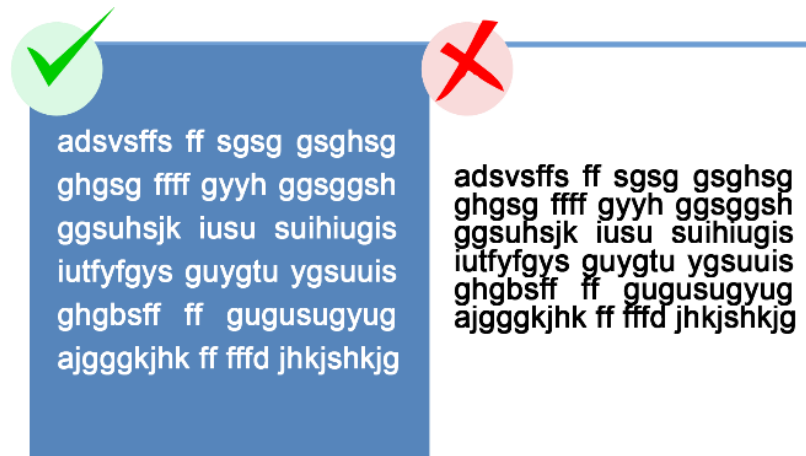 adsvsffs ff sgsg gsghsg
ghgsg ffff gyyh ggsggsh
ggsuhsjk iusu suihiugis
iutfyfgys guygtu ygsuuis
ghgbsff ff gugusugyug
ajgggkjhk ff fffd jhkjshkjg
adsvsffs ff sgsg gsghsg
ghgsg ffff gyyh ggsggsh
ggsuhsjk iusu suihiugis
iutfyfgys guygtu ygsuuis
ghgbsff ff gugusugyug
ajgggkjhk ff fffd jhkjshkjg